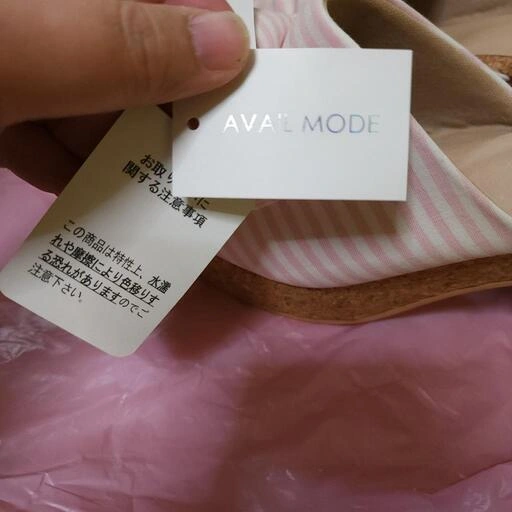 AVAIL MODE
お取り に
関する注意事項
この商品は特性上、水濡
れや摩擦により色移りす
る恐れがありますのでご
注意下さい。